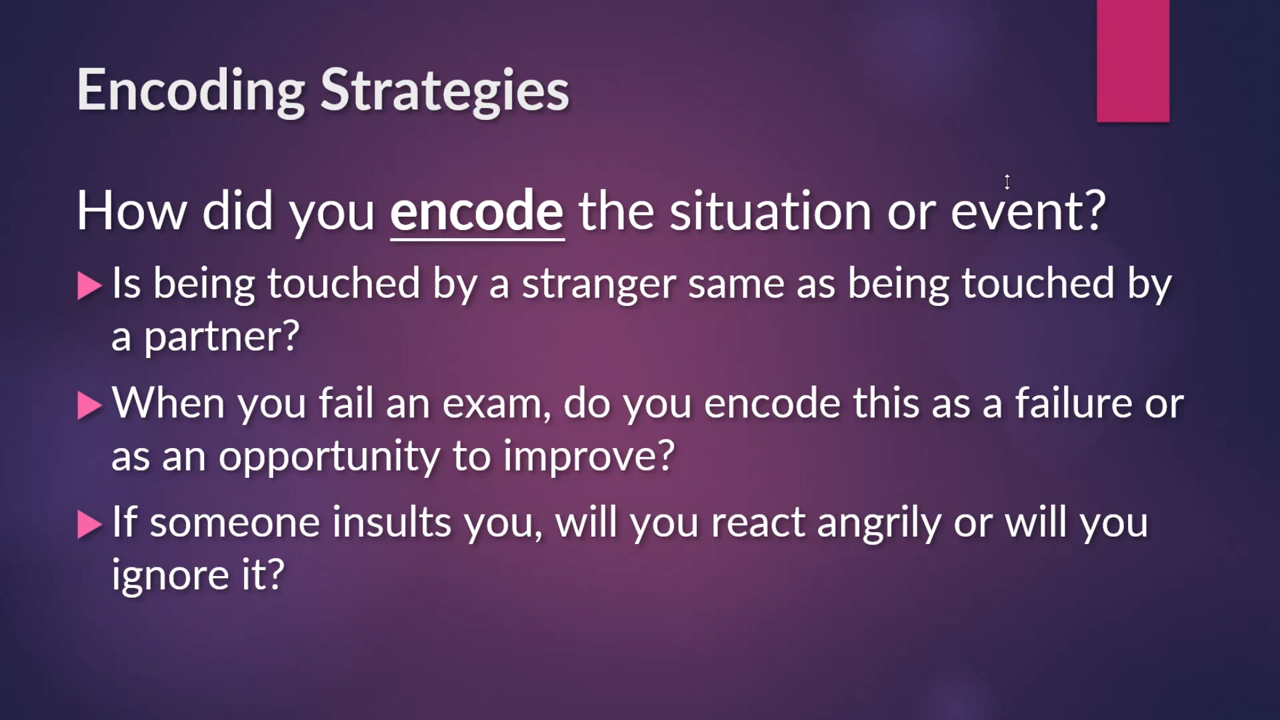 Encoding Strategies
How did you encode the situation or event?
Is being touched by a stranger same as being touched by
a partner?
When you fail an exam, do you encode this as a failure or
as an opportunity to improve?
If someone insults you, will you react angrily or will you
ignore it?